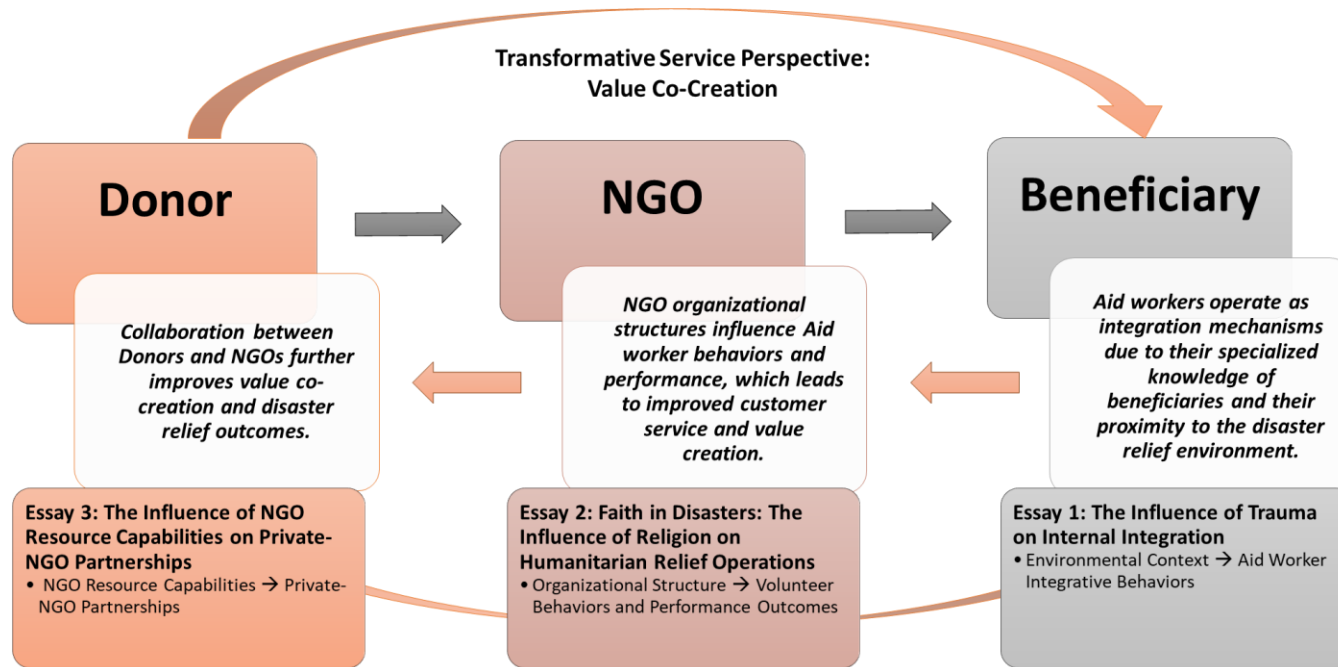 Transformative Service Perspective:
Value Co-Creation
Donor
NGO
Beneficiary
Collaboration between
Donors and NGOs further
improves value co-
creation and disaster
relief outcomes.
NGO organizational
structures influence Aid
worker behaviors and
performance, which leads
to improved customer
service and value
creation.
Aid workers operate as
integration mechanisms
due to their specialized
knowledge of
beneficiaries and their
proximity to the disaster
relief environment.
Essay 3: The Influence of NGO
Resource Capabilities on Private-
NGO Partnerships
• NGO Resource Capabilities → Private-
NGO Partnerships
Essay 2: Faith in Disasters: The
Influence of Religion on
Humanitarian Relief Operations
• Organizational Structure → Volunteer
Behaviors and Performance Outcomes
Essay 1: The Influence of Trauma
on Internal Integration
• Environmental Context → Aid Worker
Integrative Behaviors